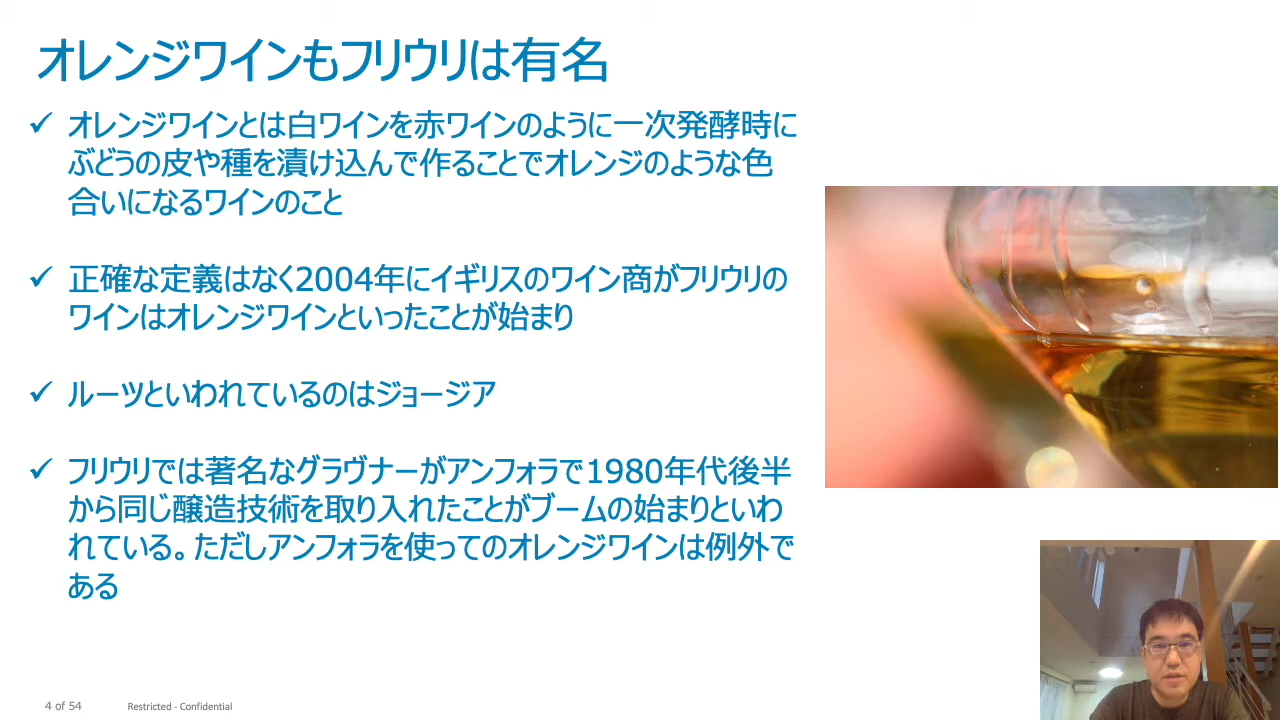 オレンジワインもフリウリは有名
✓ オレンジワインとは白ワインを赤ワインのように一次発酵時に
ぶどうの皮や種を漬け込んで作ることでオレンジのような色
合いになるワインのこと
✓ 正確な定義はなく2004年にイギリスのワイン商がフリウリの
ワインはオレンジワインといったことが始まり
✓ ルーツといわれているのはジョージア
✓ フリウリでは著名なグラヴナーがアンフォラで1980年代後半
から同じ醸造技術を取り入れたことがブームの始まりといわ
れている。ただしアンフォラを使ってのオレンジワインは例外で
ある
4 of 54
Restricted - Confidential